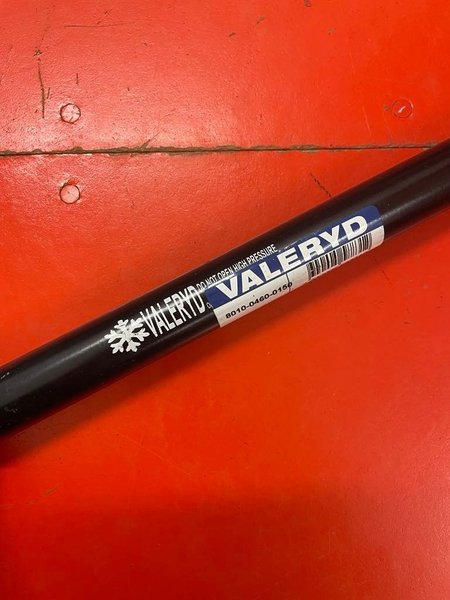 VALERYD
DO NOT OPEN HIGH PRESSURE
VALERYD
8010-0460-0150